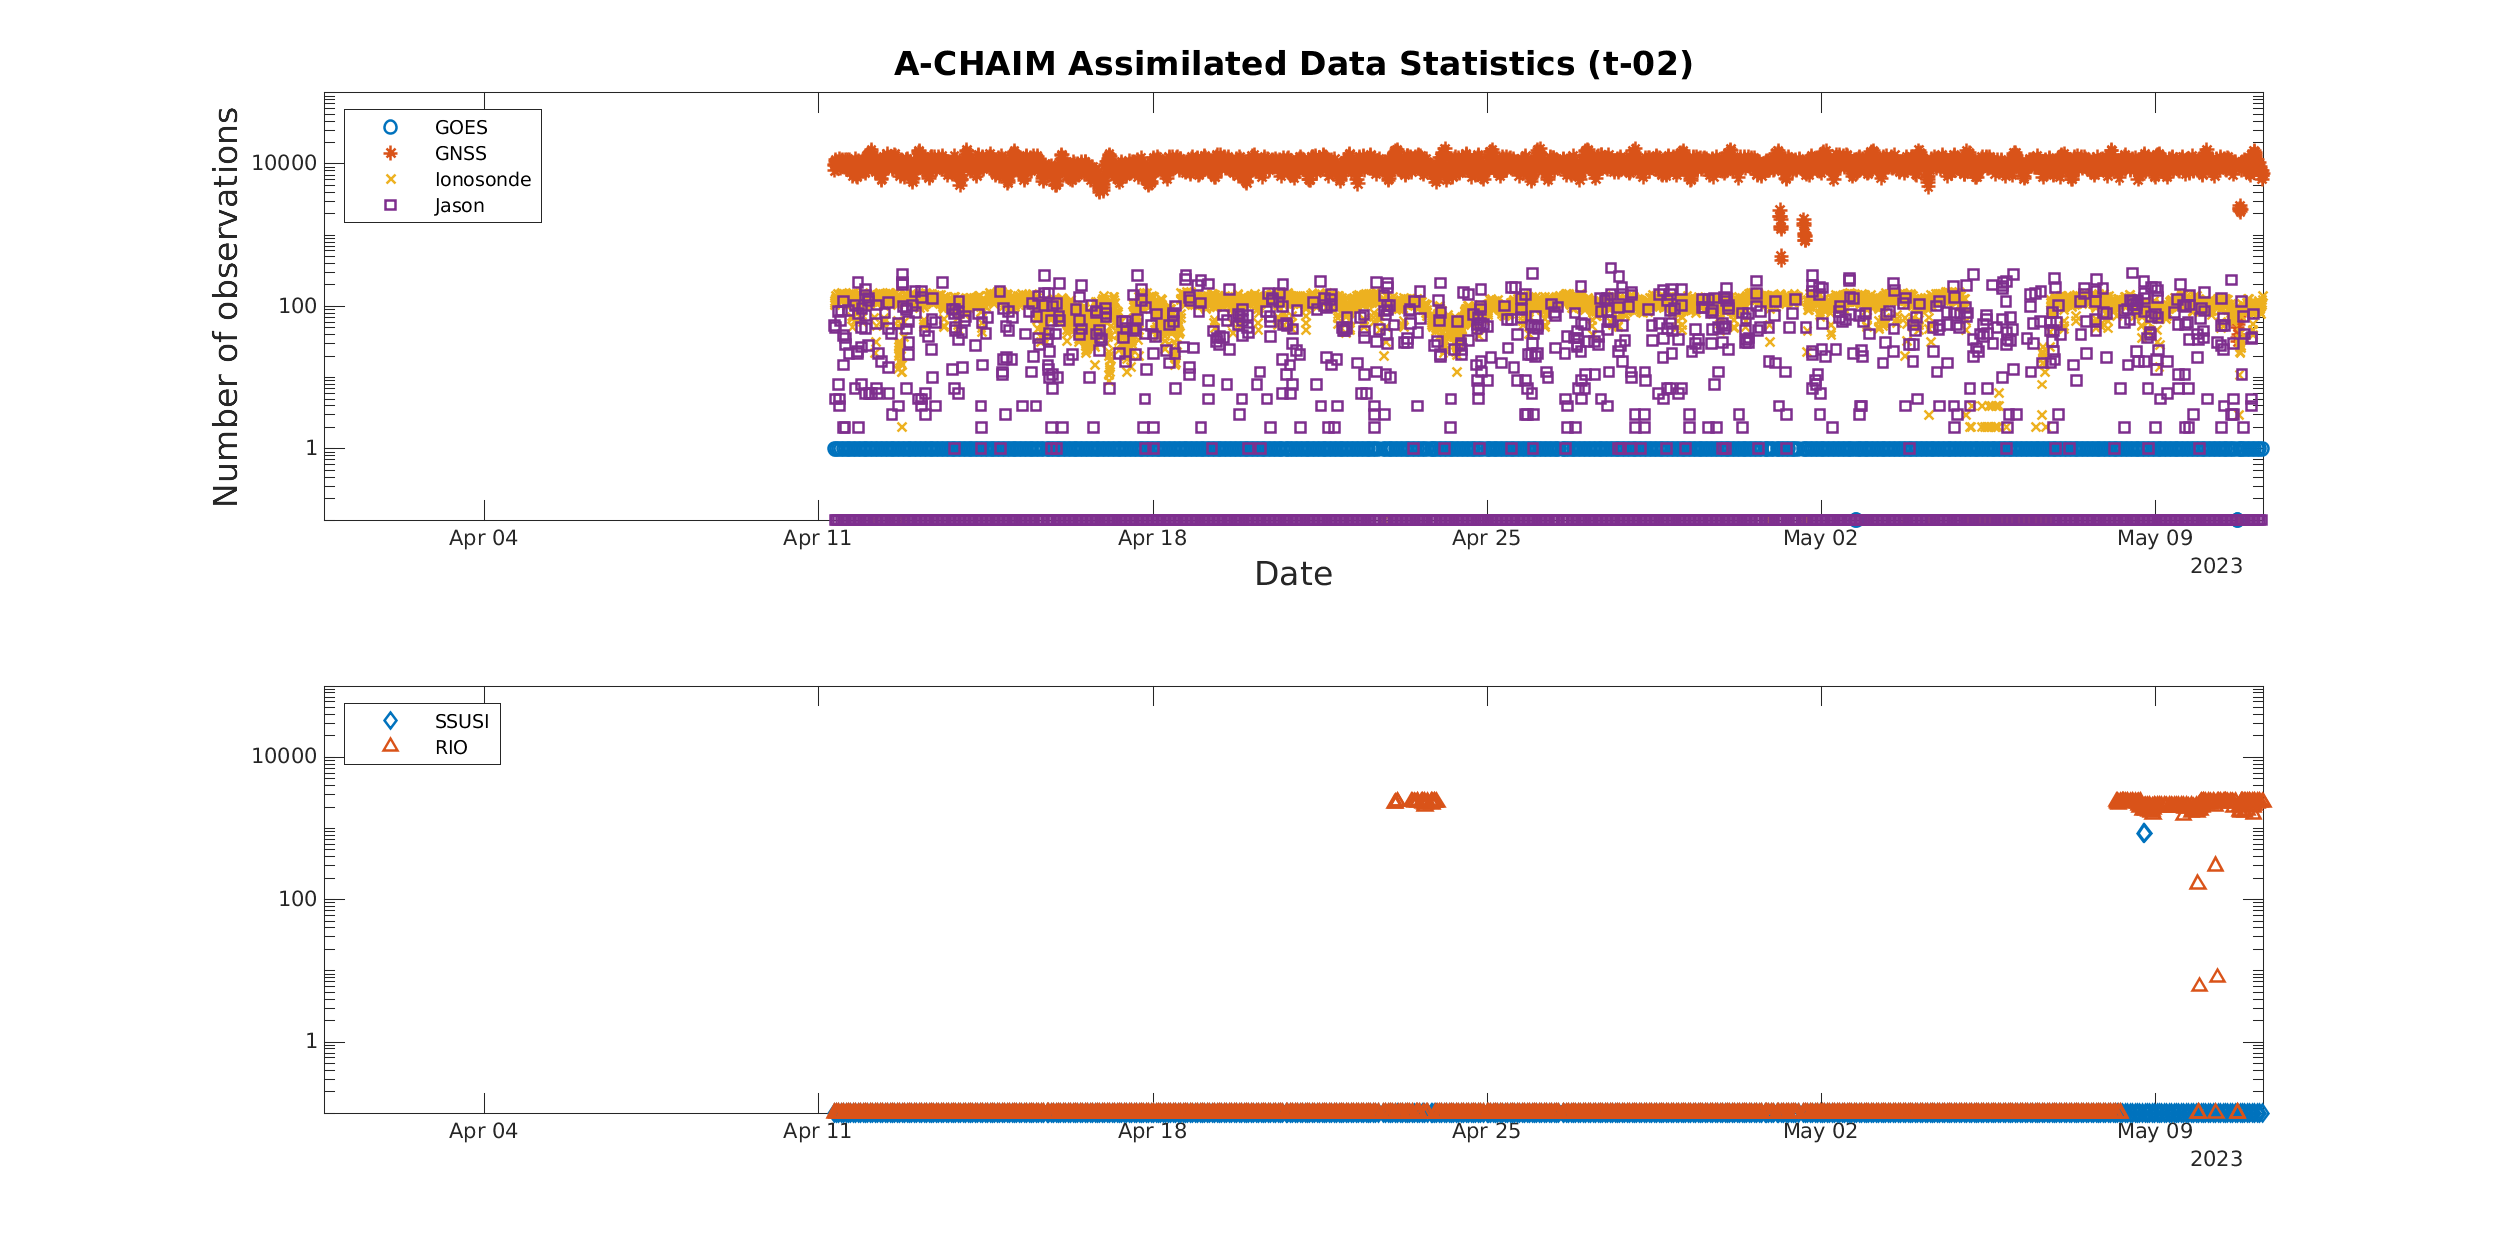 A-CHAIM Assimilated Data Statistics (t-02)
Number of observations
10000
100
1
GOES
GNSS
Ionosonde
Jason
Apr 04
Apr 11
Apr 18
Apr 25
May 02
May 09
2023
Date
10000
100
1
SSUSI
RIO
Apr 04
Apr 11
Apr 18
Apr 25
May 02
May 09
2023